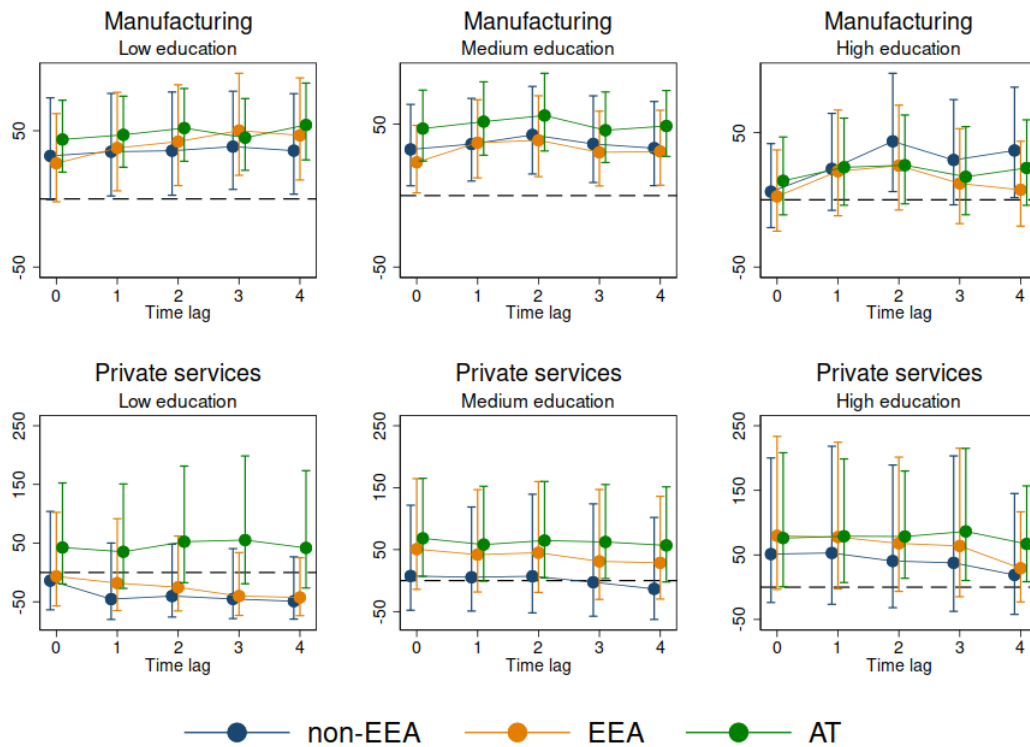 Manufacturing
Low education
50
-50
0 1 2 3 4
Time lag
Manufacturing
Medium education
50
-50
0 1 2 3 4
Time lag
Manufacturing
High education
50
-50
0 1 2 3 4
Time lag
Private services
Low education
250
150
50
-50
0 1 2 3 4
Time lag
Private services
Medium education
250
150
50
-50
0 1 2 3 4
Time lag
Private services
High education
250
150
50
-50
0 1 2 3 4
Time lag
non-EEA EEA AT